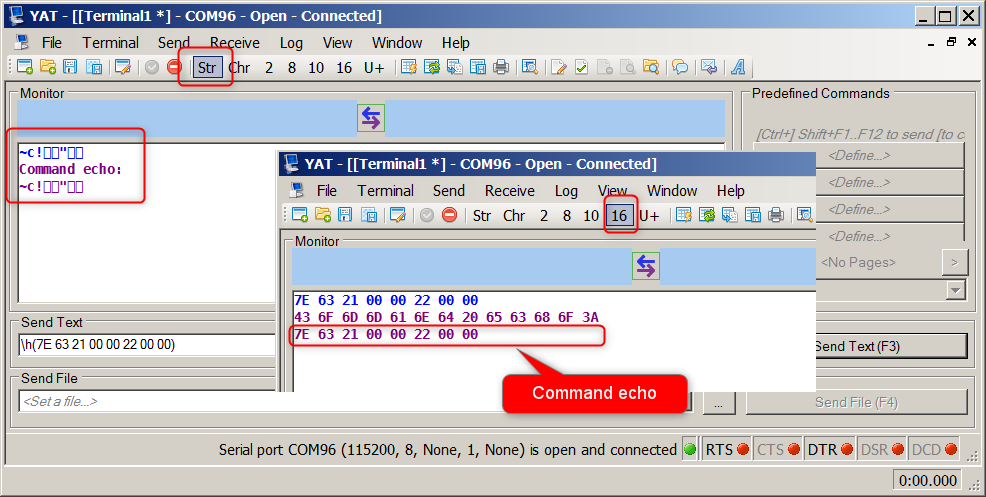 YAT - [[Terminal1 *] - COM96 - Open - Connected]
File Terminal Send Receive Log View Window Help
Str Chr 2 8 10 16 U+
Monitor
~c!□□"□□
Command echo:
~c!□□"□□
Predefined Commands
[Ctrl+] Shift+F1..F12 to send [to c
<Define...>
<Define...>
<Define...>
<Define...>
<No Pages> >
YAT - [[Terminal1 *] - COM96 - Open - Connected]
File Terminal Send Receive Log View Window Help
Str Chr 2 8 10 16 U+
Monitor
7E 63 21 00 00 22 00 00
43 6F 6D 6D 61 6E 64 20 65 63 68 6F 3A
7E 63 21 00 00 22 00 00
Command echo
Send Text
\h(7E 63 21 00 00 22 00 00)
Send Text (F3)
Send File
<Set a file...>
...
Send File (F4)
Serial port COM96 (115200, 8, None, 1, None) is open and connected RTS CTS DTR DSR DCD
0:00.000